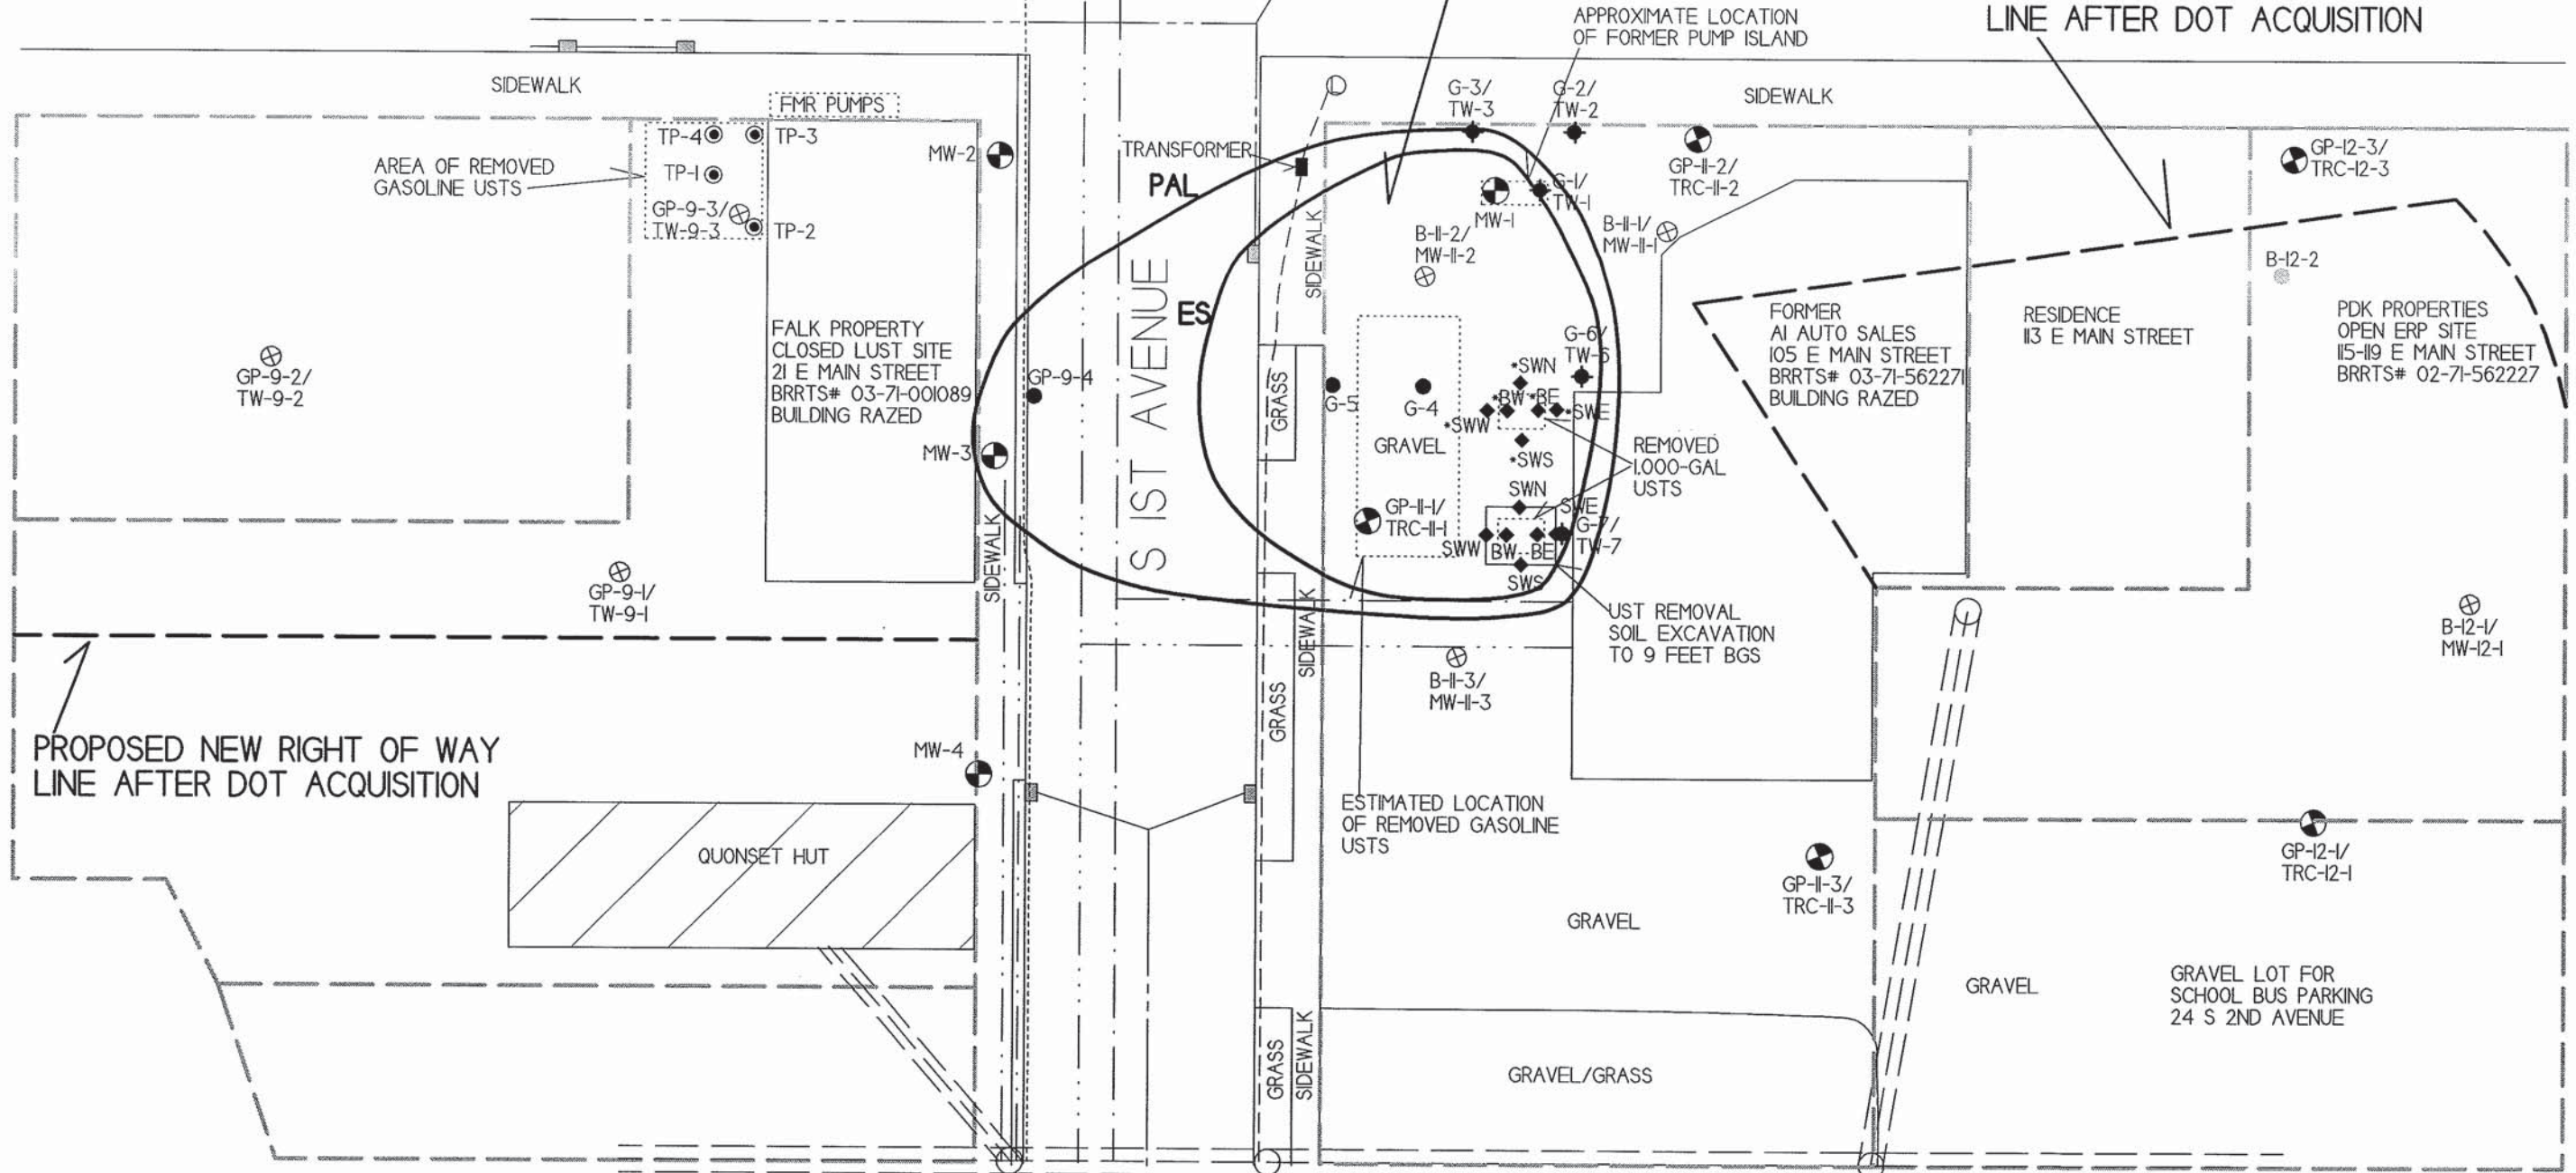 LINE AFTER DOT ACQUISITION
APPROXIMATE LOCATION
OF FORMER PUMP ISLAND
SIDEWALK
FMR PUMPS
TP-4
TP-3
AREA OF REMOVED
GASOLINE USTS
TP-1
GP-9-3/
TW-9-3
TP-2
MW-2
TRANSFORMER
PAL
ES
G-3/
TW-3
G-2/
TW-2
SIDEWALK
G-1/
TW-1
MW-1
GP-11-2/
TRC-11-2
B-11-1/
MW-11-1
B-11-2/
MW-11-2
GP-12-3/
TRC-12-3
B-12-2
SIDEWALK
S 1ST AVENUE
GP-9-2/
TW-9-2
FALK PROPERTY
CLOSED LUST SITE
21 E MAIN STREET
BRRTS# 03-71-001089
BUILDING RAZED
GP-9-4
MW-3
GRASS
G-5
G-4
GRAVEL
G-6/
TW-6
*SWN
*BW
*BE
*SWE
*SWW
*SWS
REMOVED
1,000-GAL
USTS
FORMER
A1 AUTO SALES
105 E MAIN STREET
BRRTS# 03-71-562271
BUILDING RAZED
RESIDENCE
113 E MAIN STREET
PDK PROPERTIES
OPEN ERP SITE
115-119 E MAIN STREET
BRRTS# 02-71-562227
GP-11-1/
TRC-11-1
SWN
SWE
G-7/
TW-7
SWW
BW
BE
SWS
SIDEWALK
GP-9-1/
TW-9-1
UST REMOVAL
SOIL EXCAVATION
TO 9 FEET BGS
SIDEWALK
B-11-3/
MW-11-3
GRASS
B-12-1/
MW-12-1
PROPOSED NEW RIGHT OF WAY
LINE AFTER DOT ACQUISITION
MW-4
QUONSET HUT
ESTIMATED LOCATION
OF REMOVED GASOLINE
USTS
GP-11-3/
TRC-11-3
GP-12-1/
TRC-12-1
GRAVEL
GRAVEL
GRAVEL LOT FOR
SCHOOL BUS PARKING
24 S 2ND AVENUE
GRASS
SIDEWALK
GRAVEL/GRASS